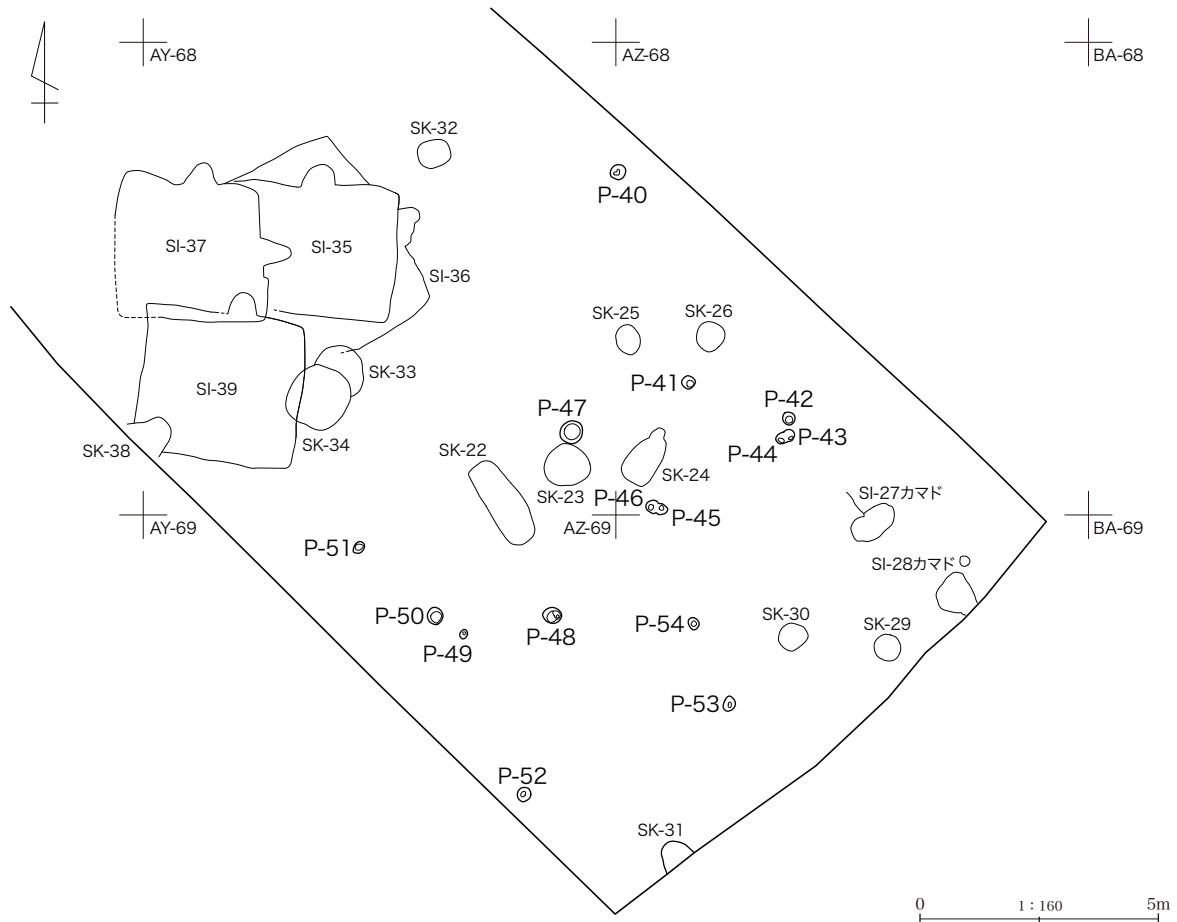 AY-68
AZ-68
BA-68
SK-32
P-40
SI-37
SI-35
SI-36
SK-25
SK-26
SK-33
P-41
SI-39
P-42
P-47
P-43
P-44
SK-34
SK-38
SK-22
SK-24
SK-23
P-46
SI-27カマド
P-45
AY-69
AZ-69
BA-69
P-51
SI-28カマド
P-50
P-48
P-54
SK-30
SK-29
P-49
P-53
P-52
SK-31
0
1:160
5m